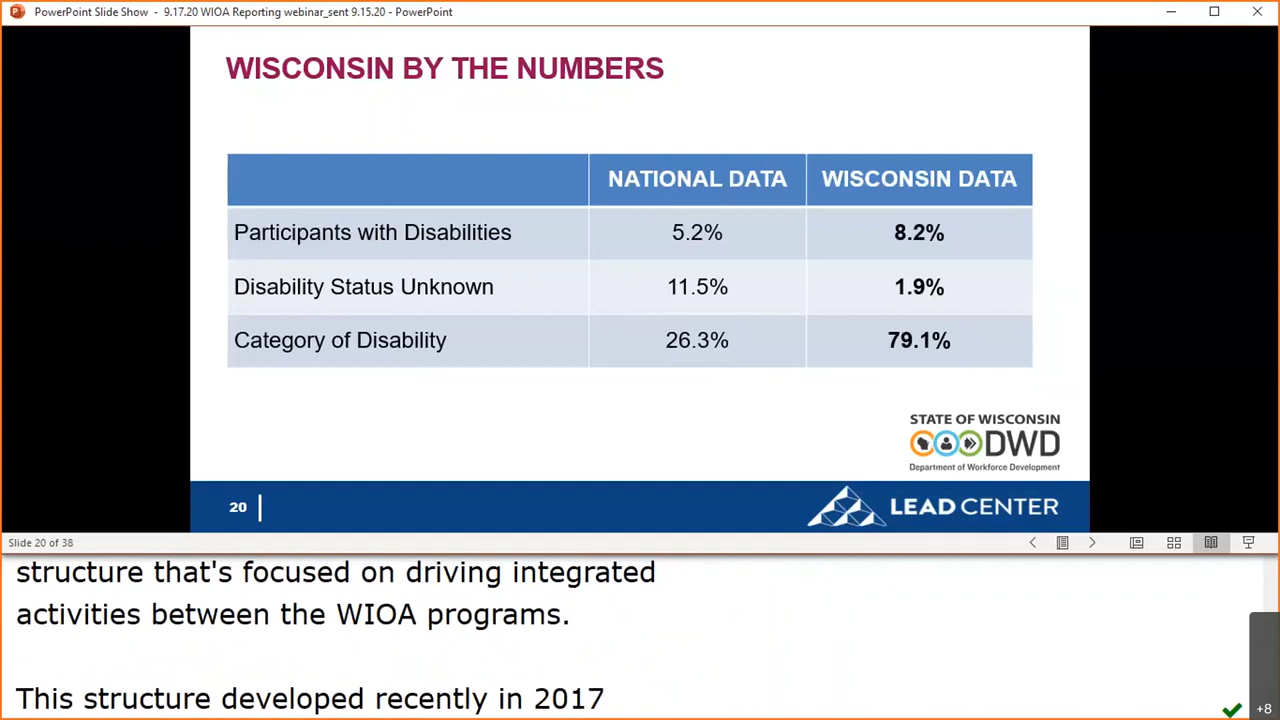 PowerPoint Slide Show - 9.17.20 WIOA Reporting webinar_sent 9.15.20 - PowerPoint
WISCONSIN BY THE NUMBERS
NATIONAL DATA WISCONSIN DATA
Participants with Disabilities 5.2% 8.2%
Disability Status Unknown 11.5% 1.9%
Category of Disability 26.3% 79.1%
STATE OF WISCONSIN
DWD
Department of Workforce Development
20
LEAD CENTER
Slide 20 of 38
structure that's focused on driving integrated
activities between the WIOA programs.
This structure developed recently in 2017
+8